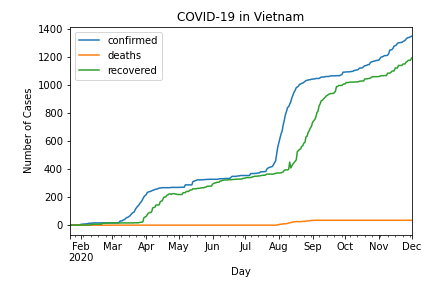 COVID-19 in Vietnam
confirmed
deaths
recovered
1400
1200
1000
800
600
400
200
0
Number of Cases
Feb Mar Apr May Jun Jul Aug Sep Oct Nov Dec
2020
Day